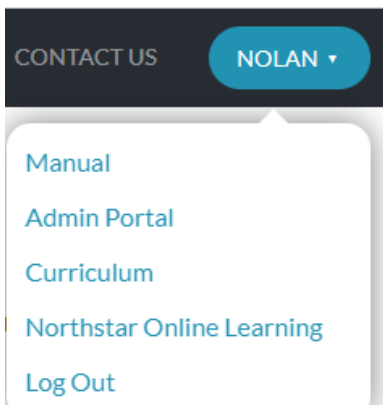 CONTACT US
NOLAN ▾
Manual
Admin Portal
Curriculum
Northstar Online Learning
Log Out